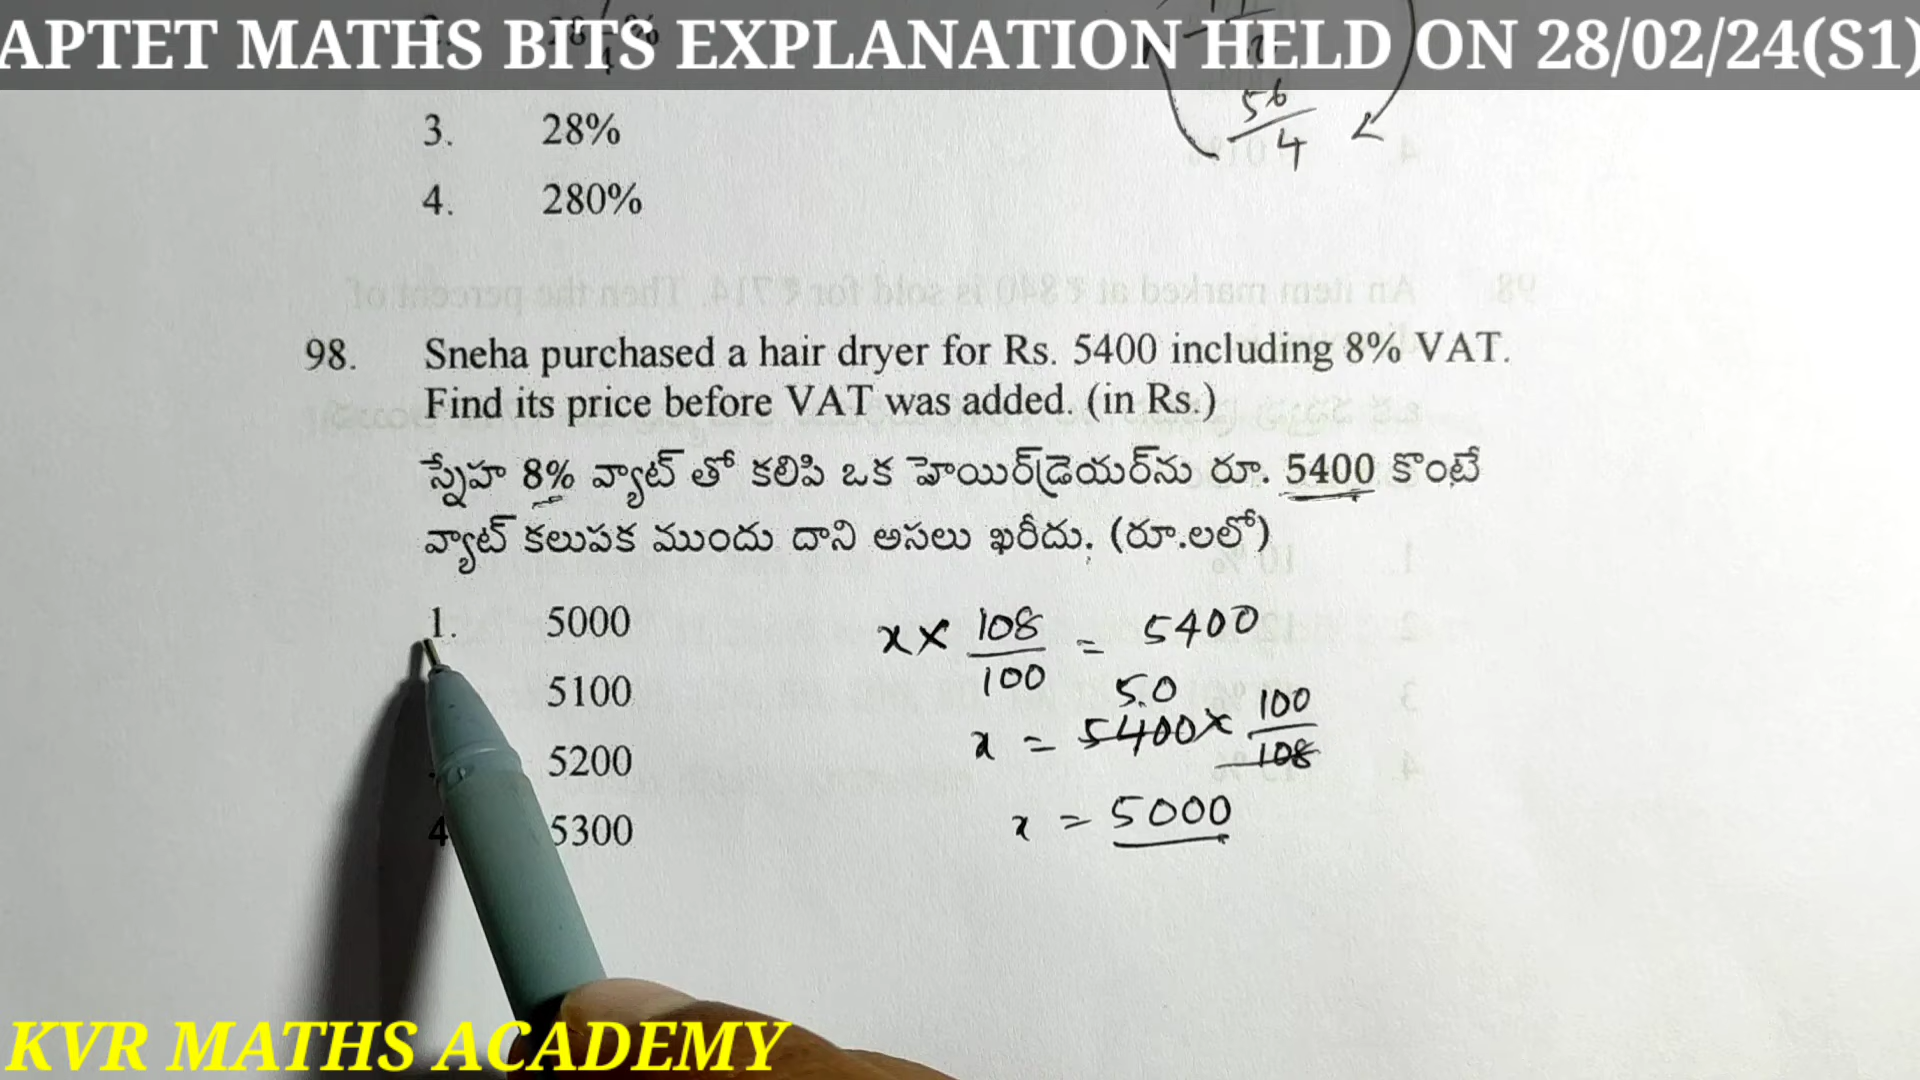 APTET MATHS BITS EXPLANATION HELD ON 28/02/24(S1)
56
4
3. 28%
4. 280%
98. Sneha purchased a hair dryer for Rs. 5400 including 8% VAT.
Find its price before VAT was added. (in Rs.)
స్నేహ 8% వ్యాట్ తో కలిపి ఒక హెయిర్‌డ్రైయర్‌ను రూ. 5400 కొంటే
వ్యాట్ కలుపక ముందు దాని అసలు ఖరీదు. (రూ.లలో)
1. 5000
5100
5200
4 5300
x × 108/100 = 5400
50
x = 5400 × 100/108
x = 5000
KVR MATHS ACADEMY